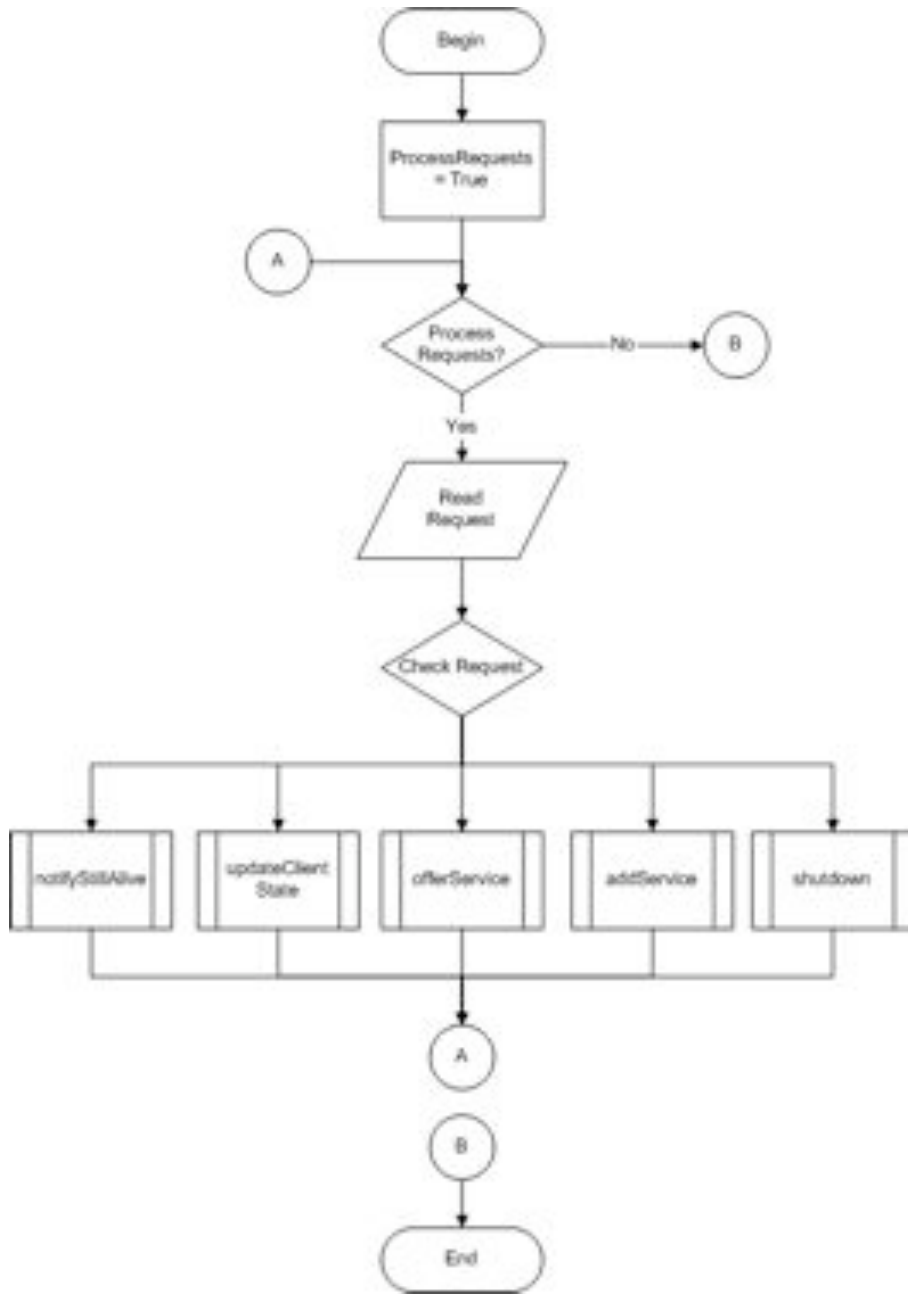 Begin
ProcessRequests
= True
A
Process
Requests?
No
B
Yes
Read
Request
Check Request
notifyStillAlive
updateClient
State
offerService
addService
shutdown
A
B
End